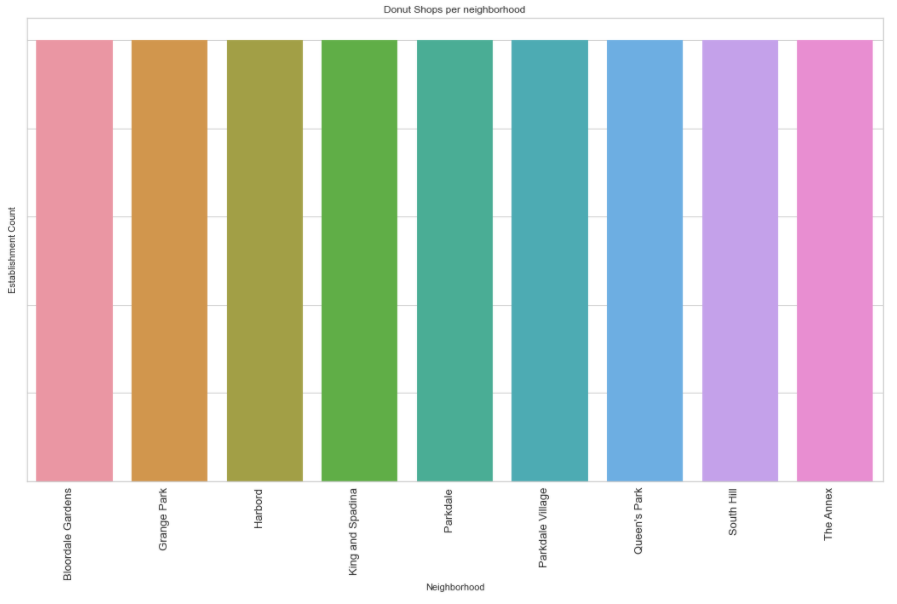 Donut Shops per neighborhood
Establishment Count
Bloordale Gardens
Grange Park
Harbord
King and Spadina
Parkdale
Parkdale Village
Queen's Park
South Hill
The Annex
Neighborhood